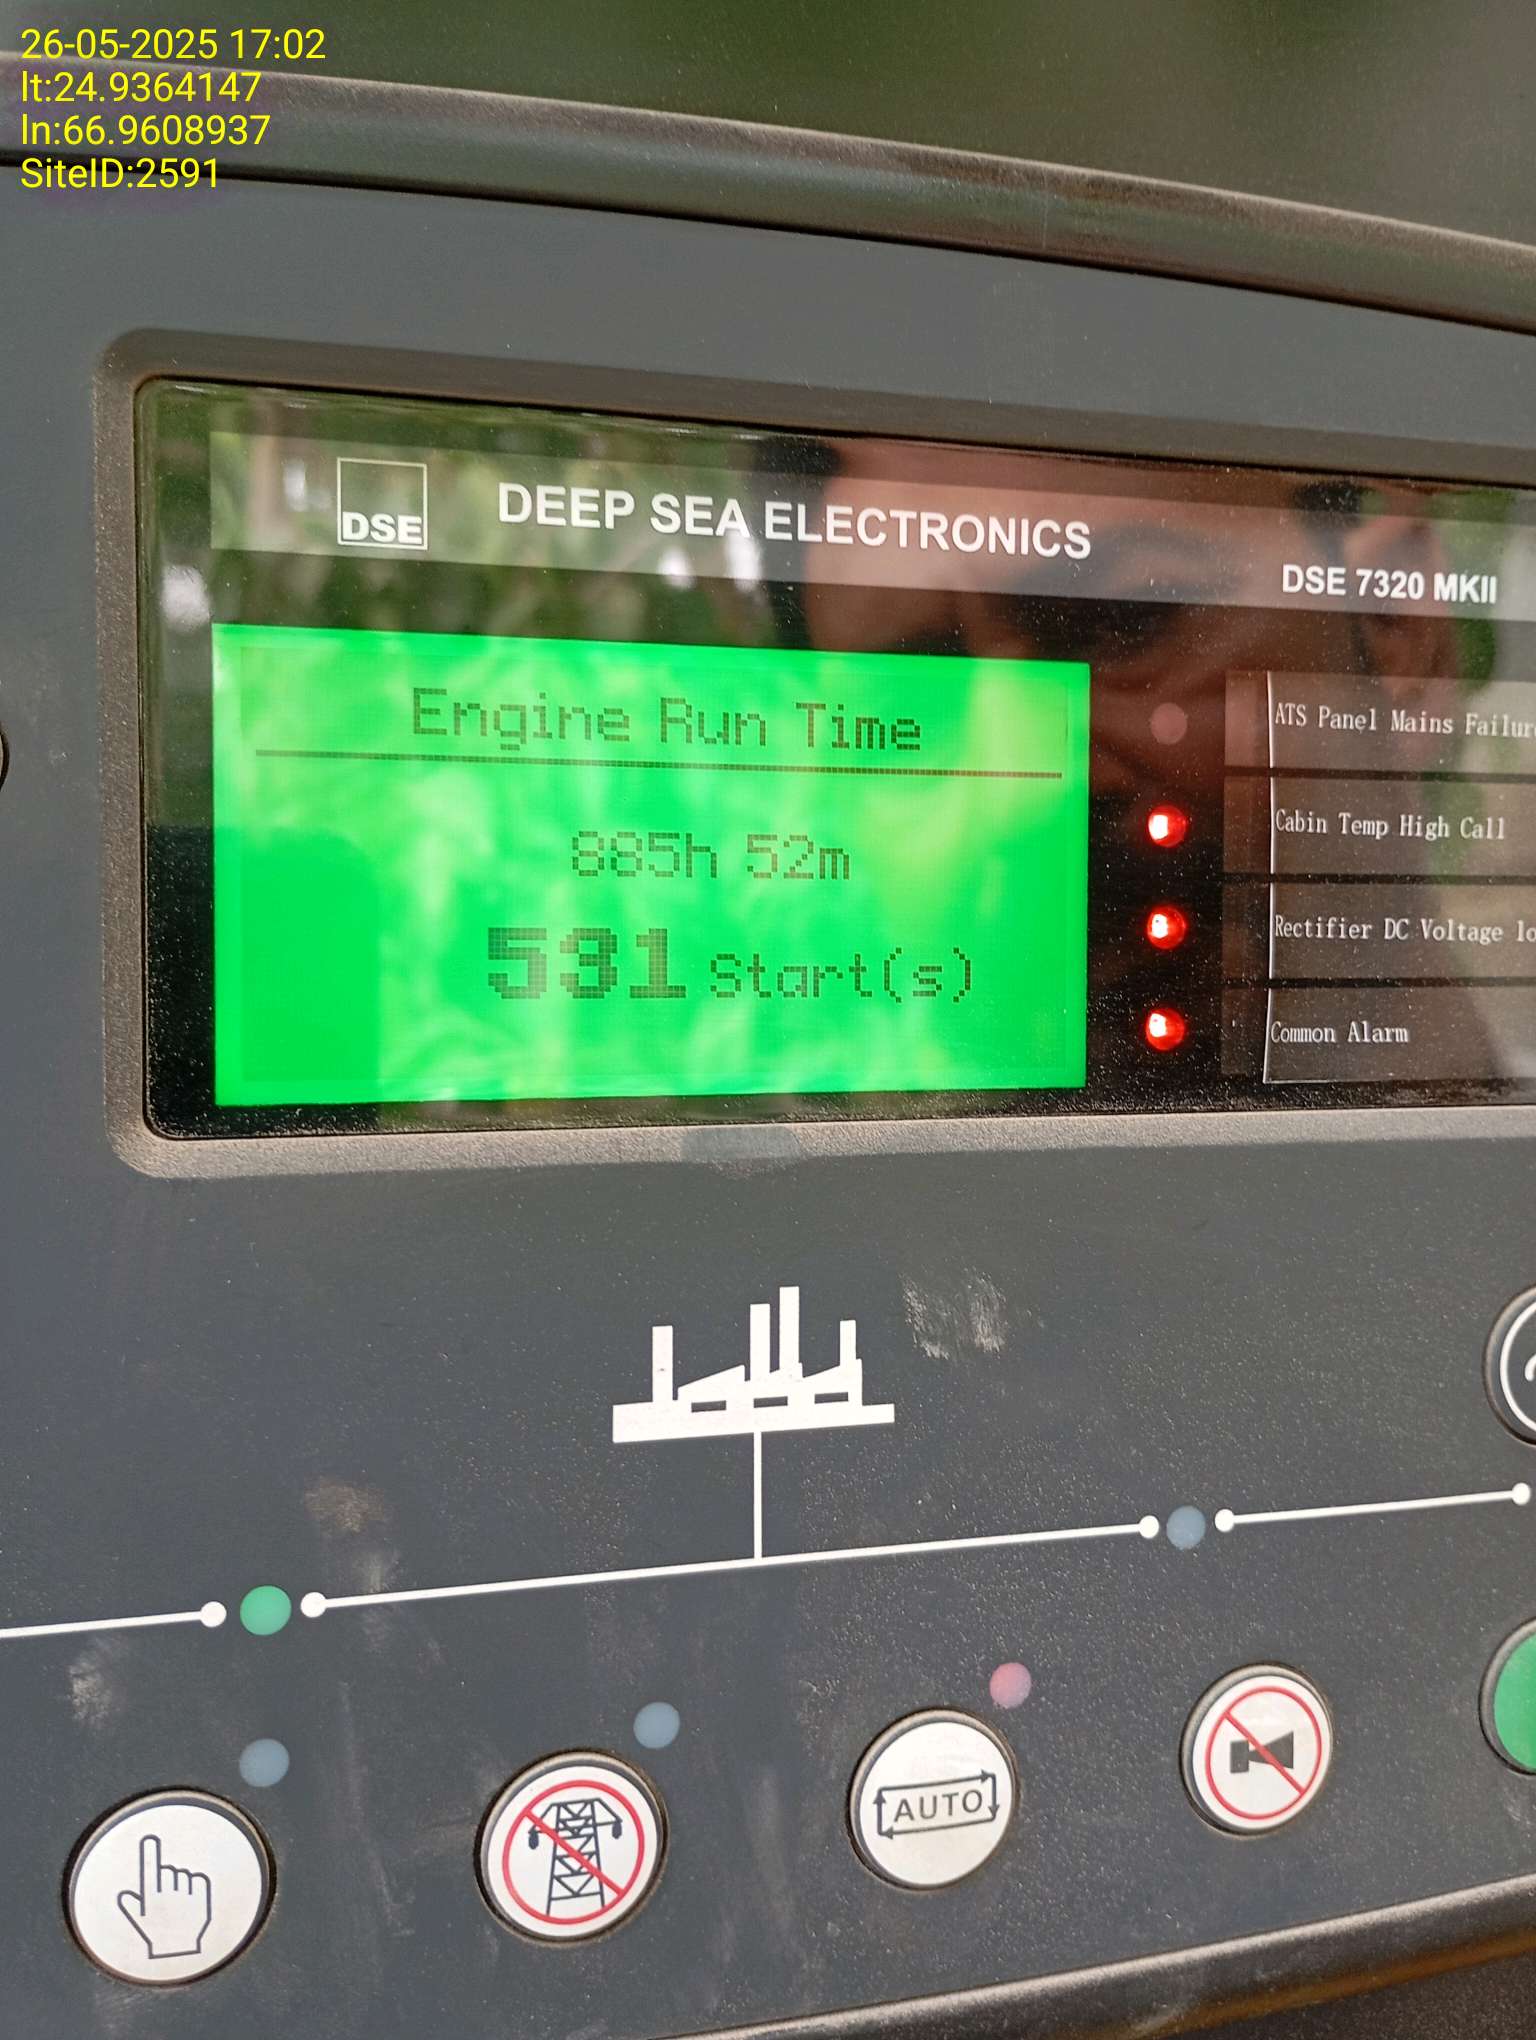 26-05-2025 17:02
lt:24.9364147
ln:66.9608937
SiteID:2591
DSE
DEEP SEA ELECTRONICS
DSE 7320 MKII
Engine Run Time
885h 52m
531 Start(s)
ATS Panel Mains Failure
Cabin Temp High Call
Rectifier DC Voltage lo
Common Alarm
AUTO